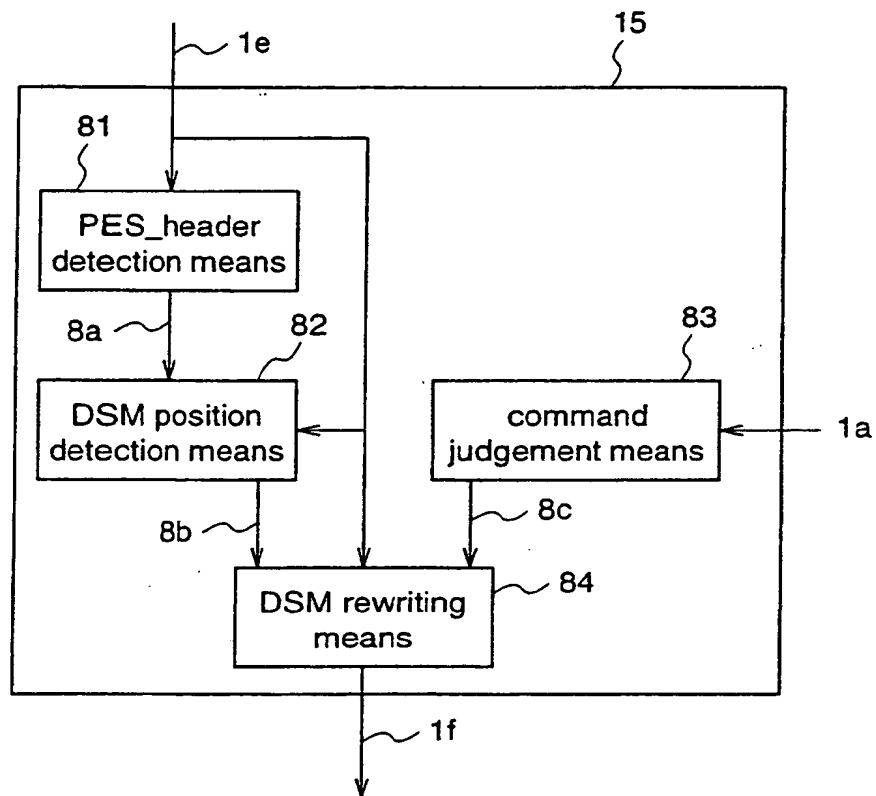 1e
15
81
PES_header
detection means
8a
82
83
DSM position
detection means
command
judgement means
1a
8b
8c
DSM rewriting
means
84
1f